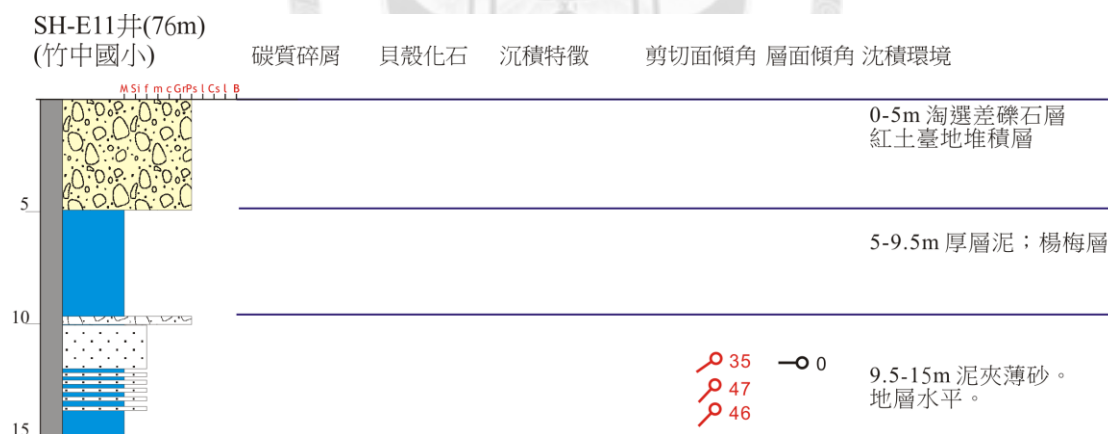 SH-E11井(76m)
(竹中國小)
碳質碎屑 貝殼化石 沉積特徵 剪切面傾角 層面傾角 沈積環境
M Si f m c Gr Ps l Cs l B
0-5m 淘選差礫石層
紅土臺地堆積層
5
5-9.5m 厚層泥；楊梅層
10
35 0
47
46
9.5-15m 泥夾薄砂。
地層水平。
15